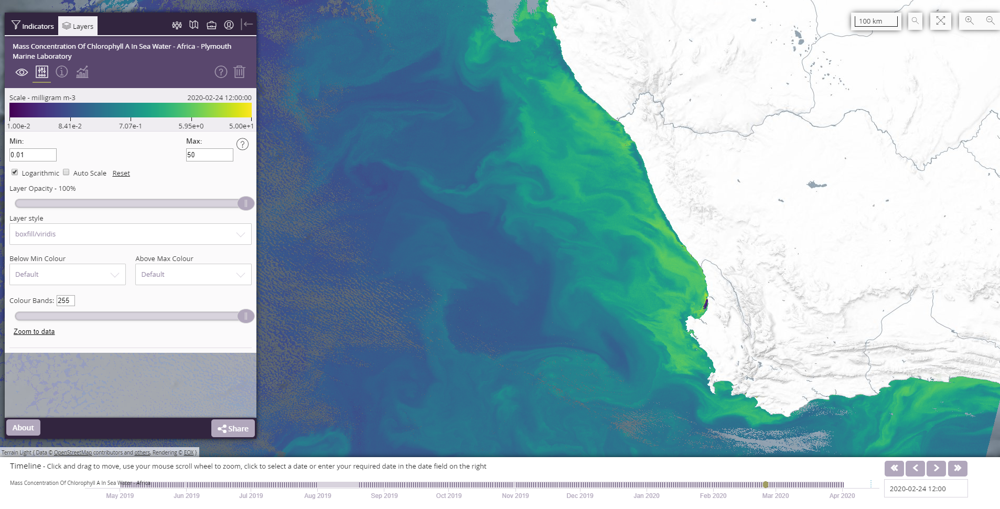 Indicators Layers
Mass Concentration Of Chlorophyll A In Sea Water - Africa - Plymouth
Marine Laboratory
Scale - milligram m-3 2020-02-24 12:00:00
1.00e-2 8.41e-2 7.07e-1 5.95e+0 5.00e+1
Min: Max:
0.01 50
Logarithmic Auto Scale Reset
Layer Opacity - 100%
Layer style
boxfill/viridis
Below Min Colour Above Max Colour
Default Default
Colour Bands: 255
Zoom to data
About Share
100 km
Terrain Light { Data © OpenStreetMap contributors and others, Rendering © EOX }
Timeline - Click and drag to move, use your mouse scroll wheel to zoom, click to select a date or enter your required date in the date field on the right
Mass Concentration Of Chlorophyll A In Sea Water - Africa
May 2019 Jun 2019 Jul 2019 Aug 2019 Sep 2019 Oct 2019 Nov 2019 Dec 2019 Jan 2020 Feb 2020 Mar 2020 Apr 2020
2020-02-24 12:00